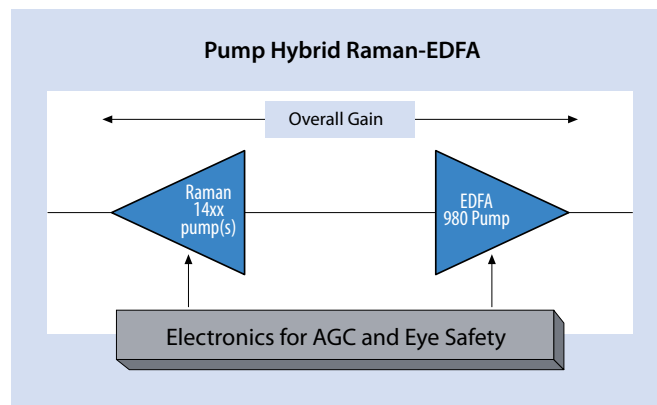 Pump Hybrid Raman-EDFA
Overall Gain
Raman
14xx
pump(s)
EDFA
980 Pump
Electronics for AGC and Eye Safety